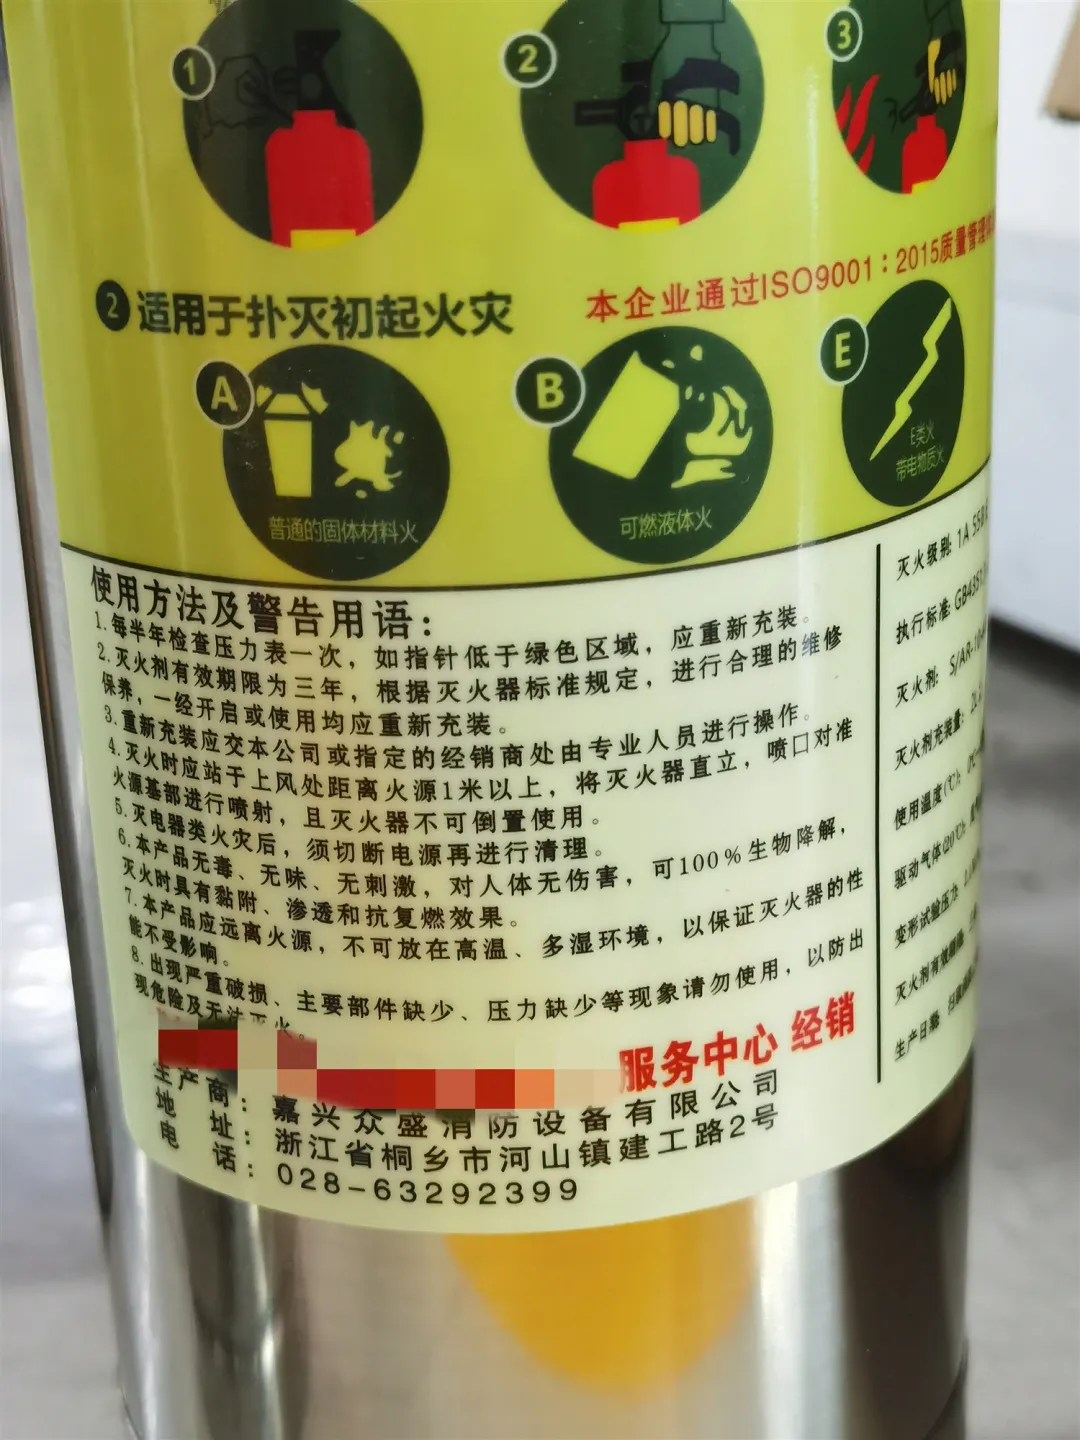 1
2
3
2 适用于扑灭初起火灾
本企业通过ISO9001：2015质量管理
A
B
E
普通的固体材料火
可燃液体火
E类火
带电物质火
使用方法及警告用语：
1.每半年检查压力表一次，如指针低于绿色区域，应重新充装。
2.灭火剂有效期限为三年，根据灭火器标准规定，进行合理的维修
保养，一经开启或使用均应重新充装。
3.重新充装应交本公司或指定的经销商处由专业人员进行操作。
4.灭火时应站于上风处距离火源1米以上，将灭火器直立，喷口对准
火源基部进行喷射，且灭火器不可倒置使用。
5.灭电器类火灾后，须切断电源再进行清理。
6.本产品无毒、无味、无刺激，对人体无伤害，可100%生物降解，
灭火时具有黏附、渗透和抗复燃效果。
7.本产品应远离火源，不可放在高温、多湿环境，以保证灭火器的性
能不受影响。
8.出现严重破损、主要部件缺少、压力缺少等现象请勿使用，以防出
现危险及无法灭火。
服务中心 经销
生产商：嘉兴众盛消防设备有限公司
地址：浙江省桐乡市河山镇建工路2号
电话：028-63292399
灭火级别：1A 55B
执行标准：GB4351
灭火剂：S/AR-10
灭火剂充装量：2L
使用温度(℃)：
驱动气体(20℃)：
变形试验压力：
灭火剂有效期限：
生产日期：